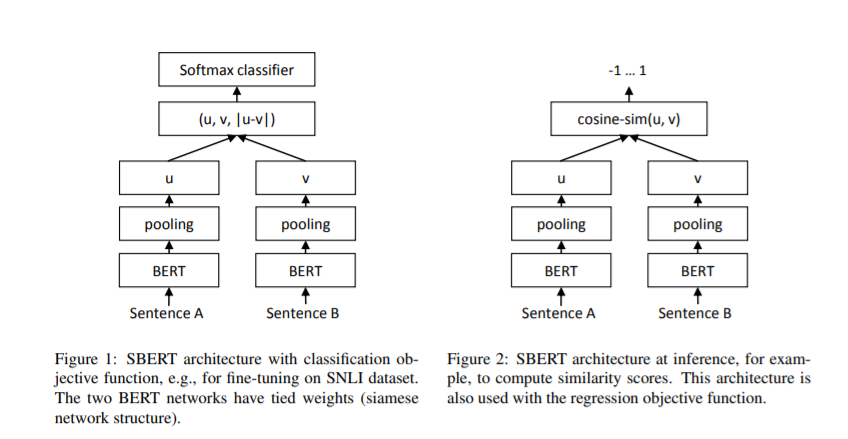 Softmax classifier
(u, v, |u-v|)
u
v
pooling
pooling
BERT
BERT
Sentence A
Sentence B
Figure 1: SBERT architecture with classification ob-
jective function, e.g., for fine-tuning on SNLI dataset.
The two BERT networks have tied weights (siamese
network structure).
-1 … 1
cosine-sim(u, v)
u
v
pooling
pooling
BERT
BERT
Sentence A
Sentence B
Figure 2: SBERT architecture at inference, for exam-
ple, to compute similarity scores. This architecture is
also used with the regression objective function.